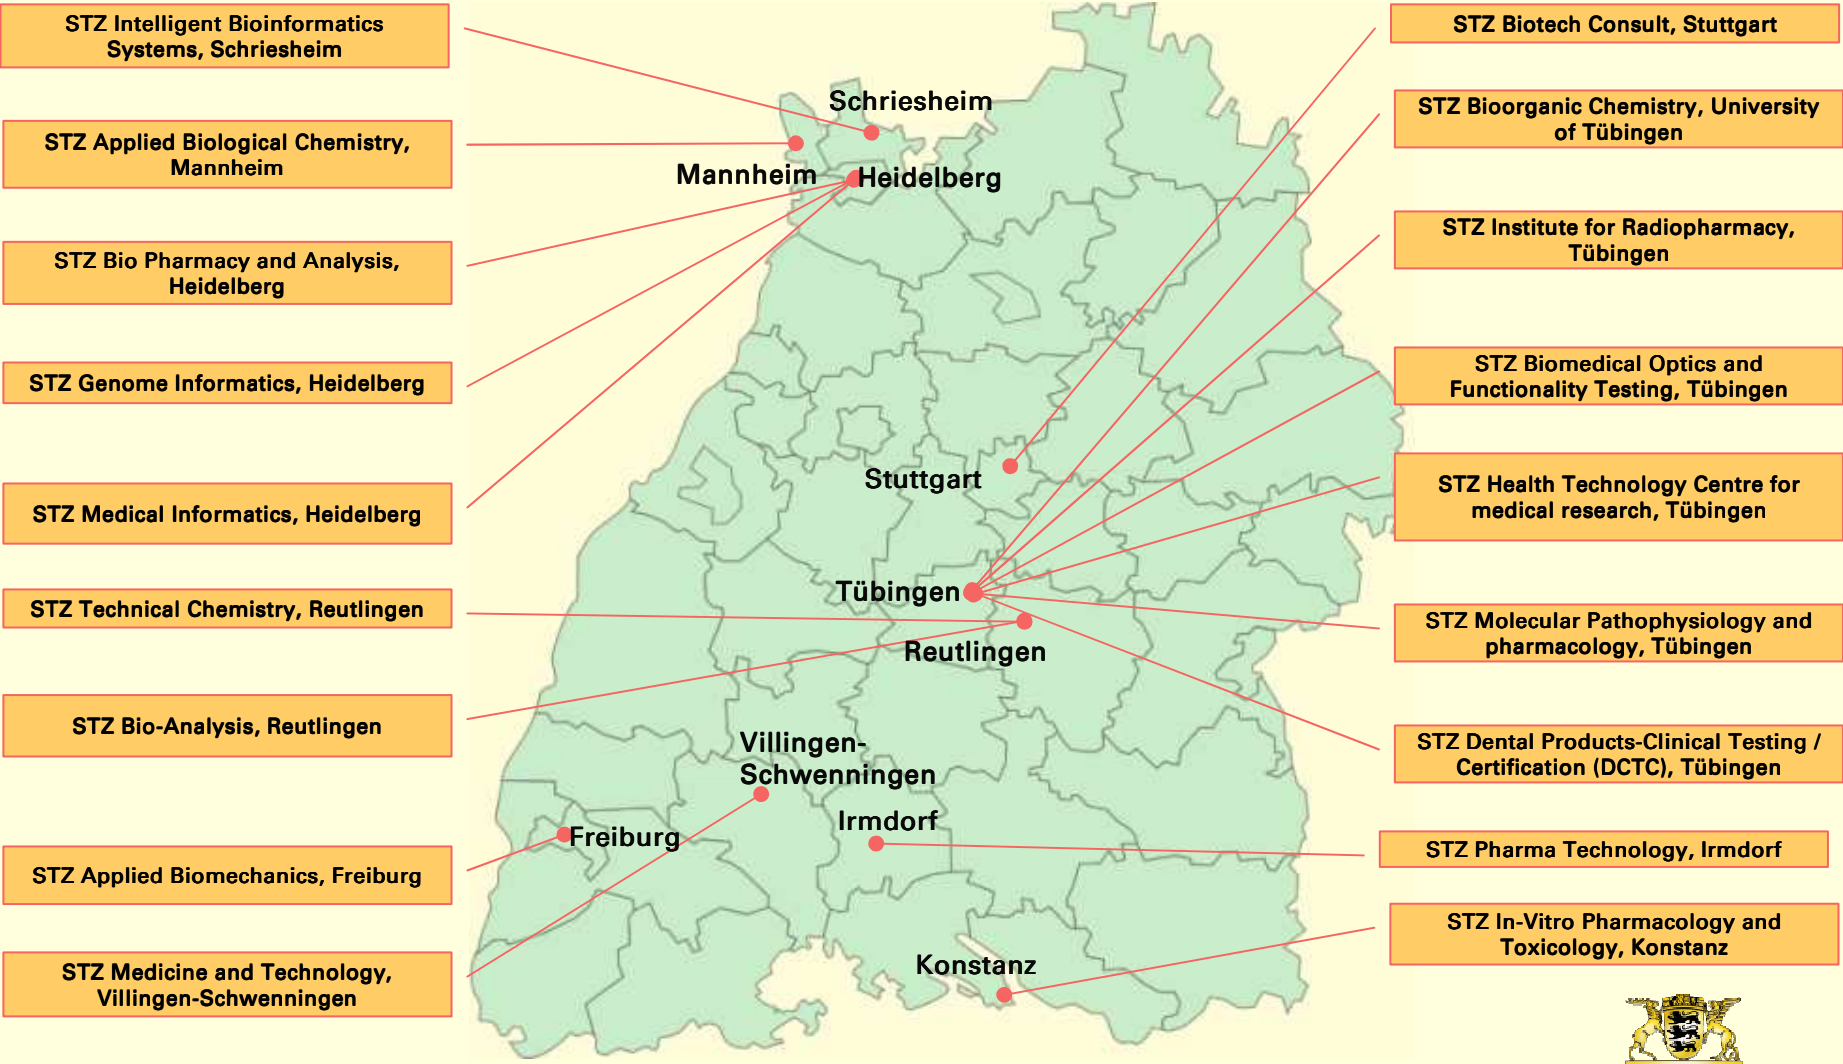 STZ Intelligent Bioinformatics
Systems, Schriesheim
STZ Applied Biological Chemistry,
Mannheim
STZ Bio Pharmacy and Analysis,
Heidelberg
STZ Genome Informatics, Heidelberg
STZ Medical Informatics, Heidelberg
STZ Technical Chemistry, Reutlingen
STZ Bio-Analysis, Reutlingen
STZ Applied Biomechanics, Freiburg
STZ Medicine and Technology,
Villingen-Schwenningen
Schriesheim
Mannheim
Heidelberg
Stuttgart
Tübingen
Reutlingen
Villingen-
Schwenningen
Irmdorf
Freiburg
Konstanz
STZ Biotech Consult, Stuttgart
STZ Bioorganic Chemistry, University
of Tübingen
STZ Institute for Radiopharmacy,
Tübingen
STZ Biomedical Optics and
Functionality Testing, Tübingen
STZ Health Technology Centre for
medical research, Tübingen
STZ Molecular Pathophysiology and
pharmacology, Tübingen
STZ Dental Products-Clinical Testing /
Certification (DCTC), Tübingen
STZ Pharma Technology, Irmdorf
STZ In-Vitro Pharmacology and
Toxicology, Konstanz